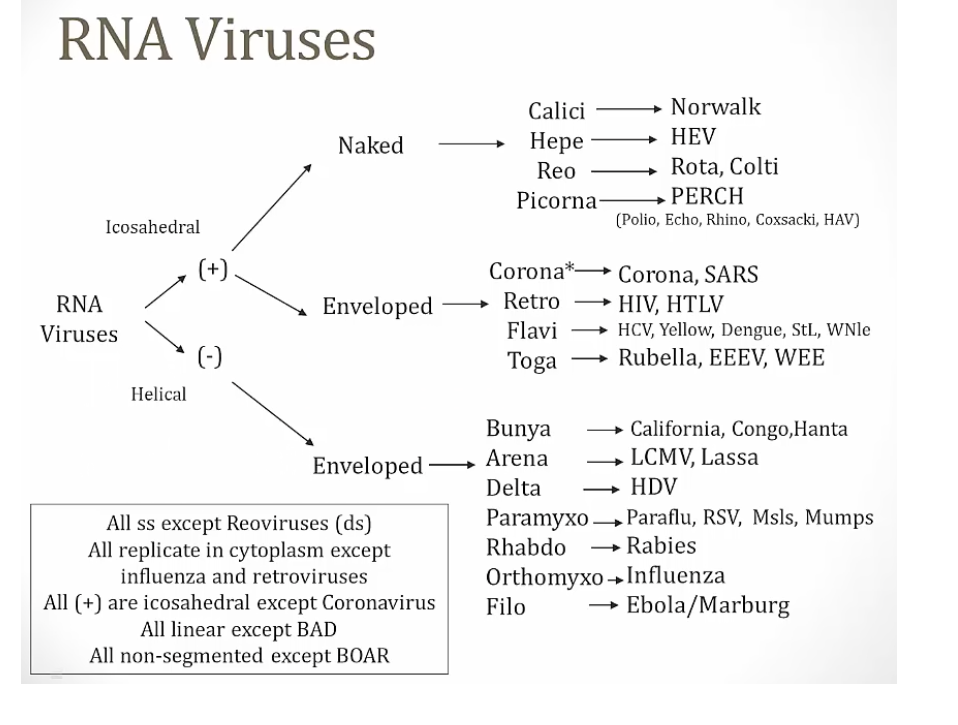 RNA Viruses
Calici → Norwalk
Hepe → HEV
Naked →
Reo → Rota, Colti
Picorna → PERCH
(Polio, Echo, Rhino, Coxsacki, HAV)
Icosahedral
(+)
Corona* → Corona, SARS
RNA
Viruses
Enveloped →
Retro → HIV, HTLV
Flavi → HCV, Yellow, Dengue, StL, WNle
Toga → Rubella, EEEV, WEE
(-)
Helical
Enveloped →
Bunya → California, Congo,Hanta
Arena → LCMV, Lassa
Delta → HDV
Paramyxo → Paraflu, RSV, Msls, Mumps
Rhabdo → Rabies
Orthomyxo → Influenza
Filo → Ebola/Marburg
All ss except Reoviruses (ds)
All replicate in cytoplasm except
influenza and retroviruses
All (+) are icosahedral except Coronavirus
All linear except BAD
All non-segmented except BOAR